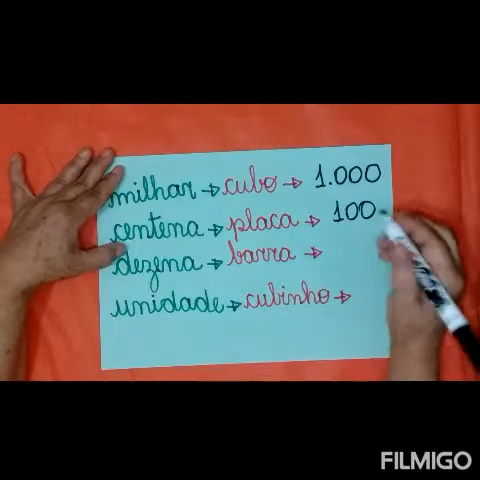 milhar → cubo → 1.000
centena → placa → 100
dezena → barra →
unidade → cubinho →
FILMIGO